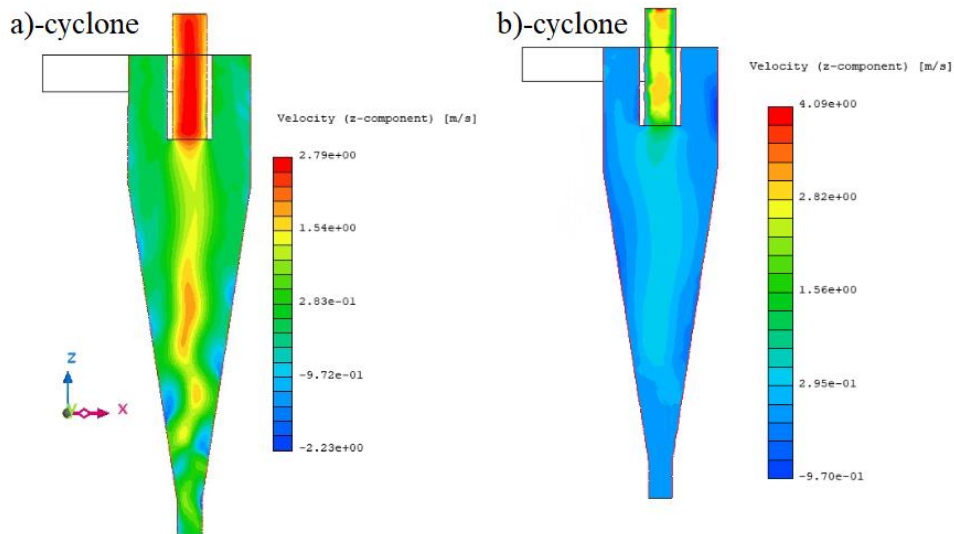 a)-cyclone
Velocity (z-component) [m/s]
2.79e+00
1.54e+00
2.83e-01
-9.72e-01
-2.23e+00
Z
Y
X
b)-cyclone
Velocity (z-component) [m/s]
4.09e+00
2.82e+00
1.56e+00
2.95e-01
-9.70e-01